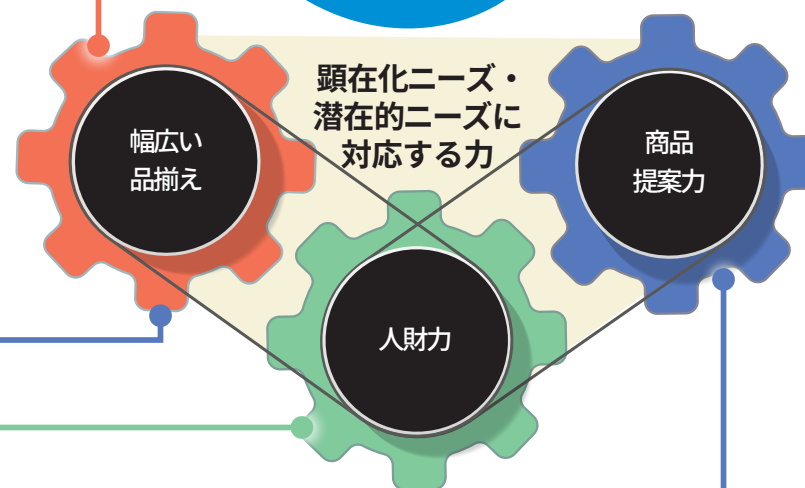 顕在化ニーズ・
潜在的ニーズに
対応する力
幅広い
品揃え
商品
提案力
人財力